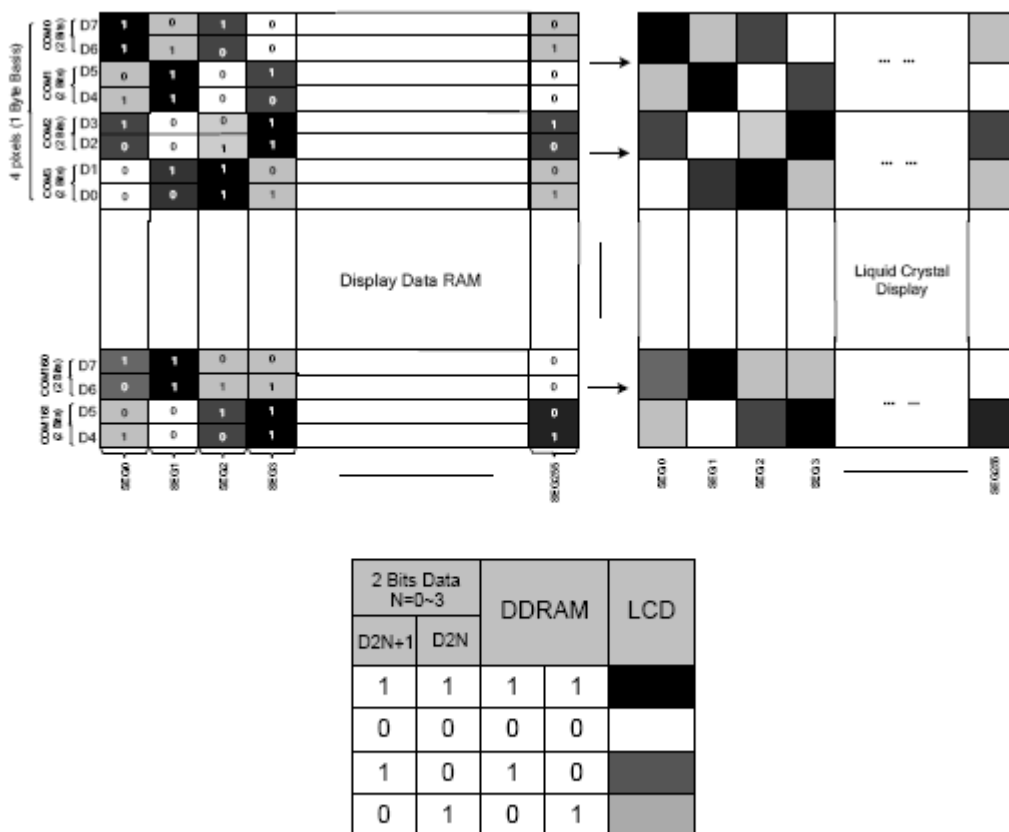 4 pixels (1 Byte Basis)
COM0 (2 Bits)
D7 1 0 1 0 0
D6 1 1 0 0 1
COM1 (2 Bits)
D5 0 1 0 1 0
D4 1 1 0 0 0
COM2 (2 Bits)
D3 1 0 0 1 1
D2 0 0 1 1 0
COM3 (2 Bits)
D1 0 1 1 0 0
D0 0 0 1 1 1
... ...
... ...
Display Data RAM
Liquid Crystal
Display
COM160 (2 Bits)
D7 1 1 0 0 0
D6 0 1 1 1 0
COM161 (2 Bits)
D5 0 0 1 1 0
D4 1 0 0 1 1
... ...
... ...
SEG0 SEG1 SEG2 SEG3 SEG255
SEG0 SEG1 SEG2 SEG3 SEG255
2 Bits Data
N=0~3
DDRAM LCD
D2N+1 D2N
1 1 1 1
0 0 0 0
1 0 1 0
0 1 0 1